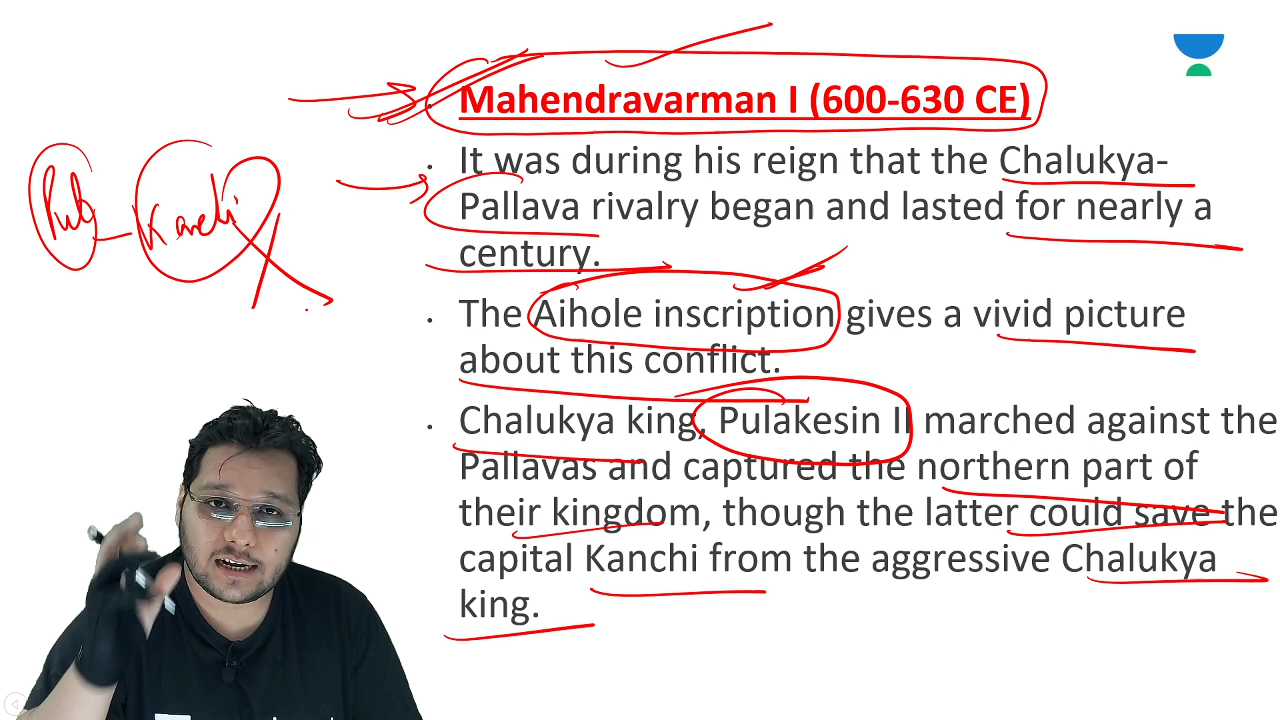 Mahendravarman I (600-630 CE)
It was during his reign that the Chalukya-
Pallava rivalry began and lasted for nearly a
century.
The Aihole inscription gives a vivid picture
about this conflict.
Chalukya king, Pulakesin II marched against the
Pallavas and captured the northern part of
their kingdom, though the latter could save the
capital Kanchi from the aggressive Chalukya
king.
Kanchi